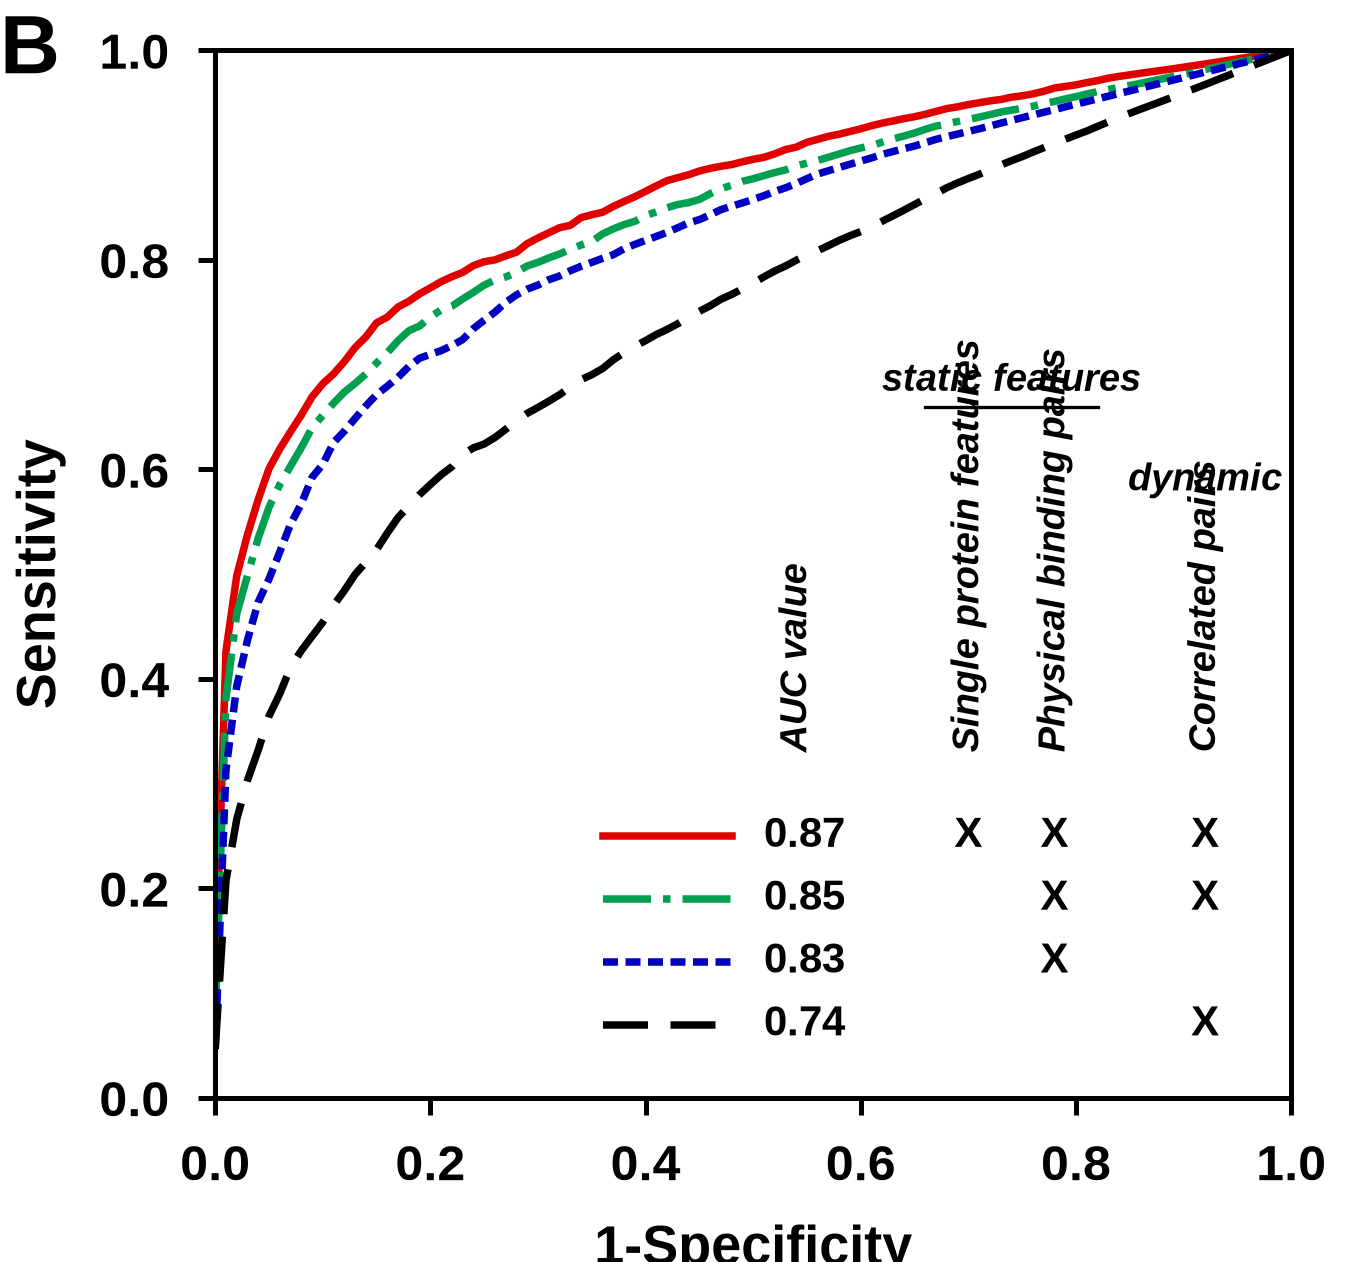 B
1.0
0.8
0.6
0.4
0.2
0.0
Sensitivity
static features
dynamic
AUC value
Single protein features
Physical binding pairs
Correlated pairs
0.87 X X X
0.85 X X
0.83 X
0.74 X
0.0 0.2 0.4 0.6 0.8 1.0
1-Specificity